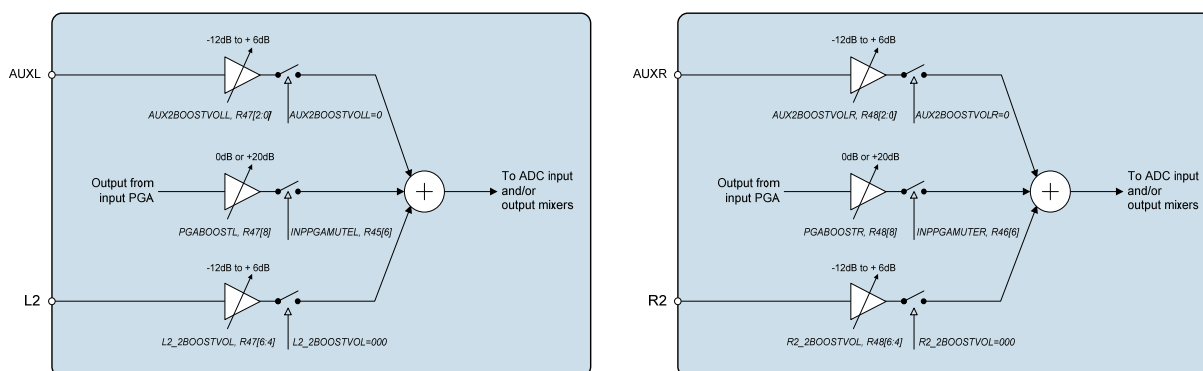 -12dB to + 6dB
AUXL
AUX2BOOSTVOLL, R47[2:0]
AUX2BOOSTVOLL=0
0dB or +20dB
Output from
input PGA
To ADC input
and/or
output mixers
PGABOOSTL, R47[8]
INPPGAMUTEL, R45[6]
-12dB to + 6dB
L2
L2_2BOOSTVOL, R47[6:4]
L2_2BOOSTVOL=000
-12dB to + 6dB
AUXR
AUX2BOOSTVOLR, R48[2:0]
AUX2BOOSTVOLR=0
0dB or +20dB
Output from
input PGA
To ADC input
and/or
output mixers
PGABOOSTR, R48[8]
INPPGAMUTER, R46[6]
-12dB to + 6dB
R2
R2_2BOOSTVOL, R48[6:4]
R2_2BOOSTVOL=000